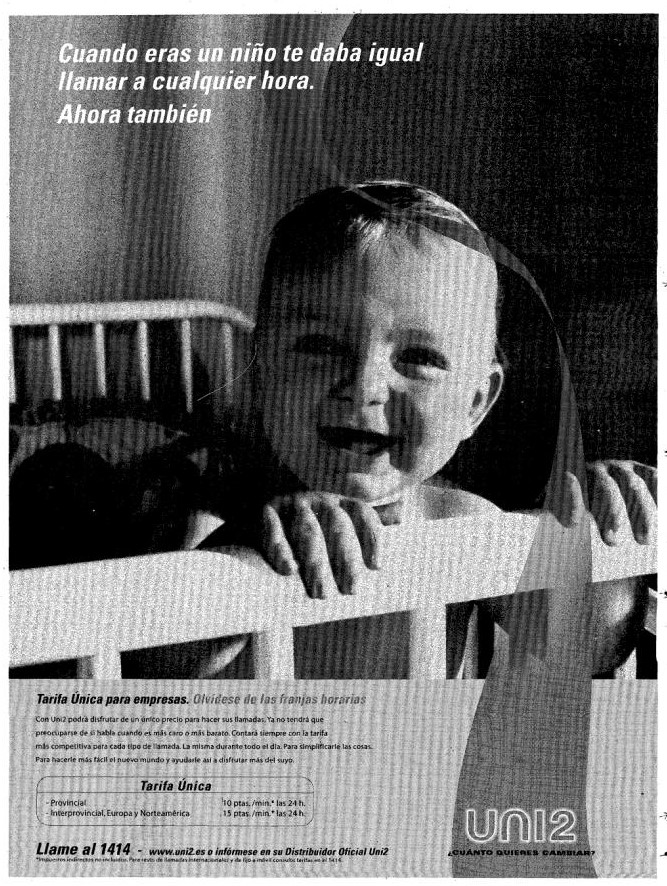 Cuando eras un niño te daba igual
llamar a cualquier hora.
Ahora también
Tarifa Única para empresas. Olvídese de las franjas horarias
Con Uni2 podrá disfrutar de un único precio para hacer sus llamadas. Ya no tendrá que
preocuparse de si habla cuando es más caro o más barato. Contará siempre con la tarifa
más competitiva para cada tipo de llamada. La misma durante todo el día. Para simplificarle las cosas.
Para hacerle más fácil el nuevo mundo y ayudarle así a disfrutar más del suyo.
Tarifa Única
- Provincial 10 ptas./min.* las 24 h.
- Interprovincial, Europa y Norteamérica 15 ptas./min.* las 24 h.
UNI2
¿CUÁNTO QUIERES CAMBIAR?
Llame al 1414 - www.uni2.es o infórmese en su Distribuidor Oficial Uni2
*Impuestos indirectos no incluidos. Para resto de llamadas internacionales y de fijo a móvil consulte tarifas en el 1414.